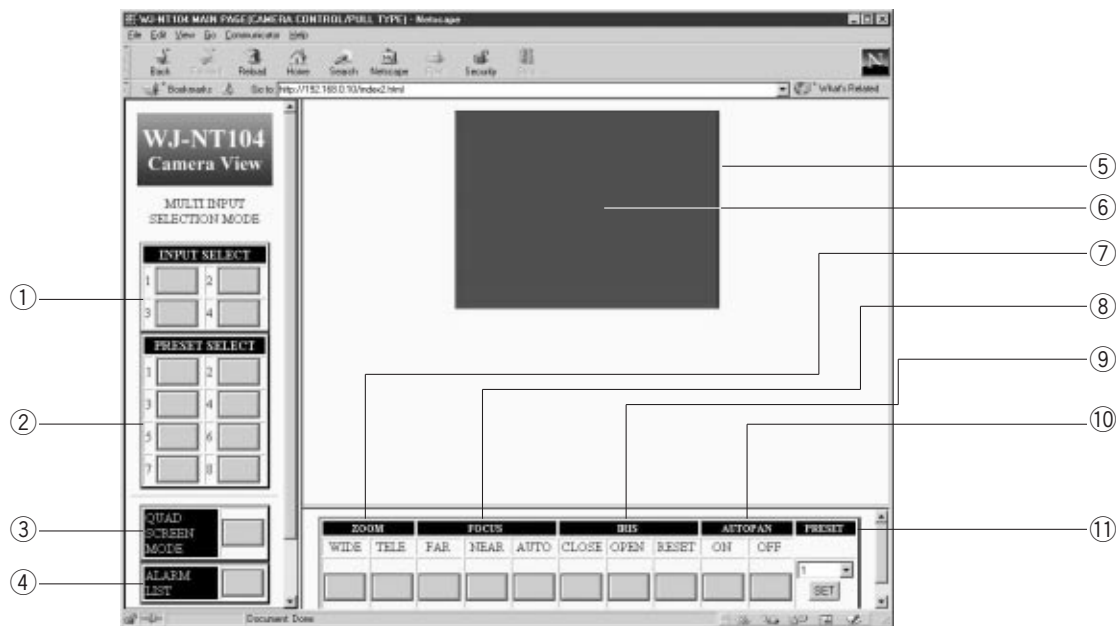 WJ-NT104 MAIN PAGE(CAMERA CONTROL/PULL TYPE) - Netscape
File Edit View Go Communicator Help
Back Reload Home Search Netscape Print Security
Bookmarks Go to: http://192.168.0.10/index2.html What's Related
WJ-NT104
Camera View
MULTI INPUT
SELECTION MODE
INPUT SELECT
1 2
3 4
PRESET SELECT
1 2
3 4
5 6
7 8
QUAD
SCREEN
MODE
ALARM
LIST
①
②
③
④
⑤
⑥
⑦
⑧
⑨
⑩
⑪
ZOOM FOCUS IRIS AUTOPAN PRESET
WIDE TELE FAR NEAR AUTO CLOSE OPEN RESET ON OFF
1
SET
Document: Done